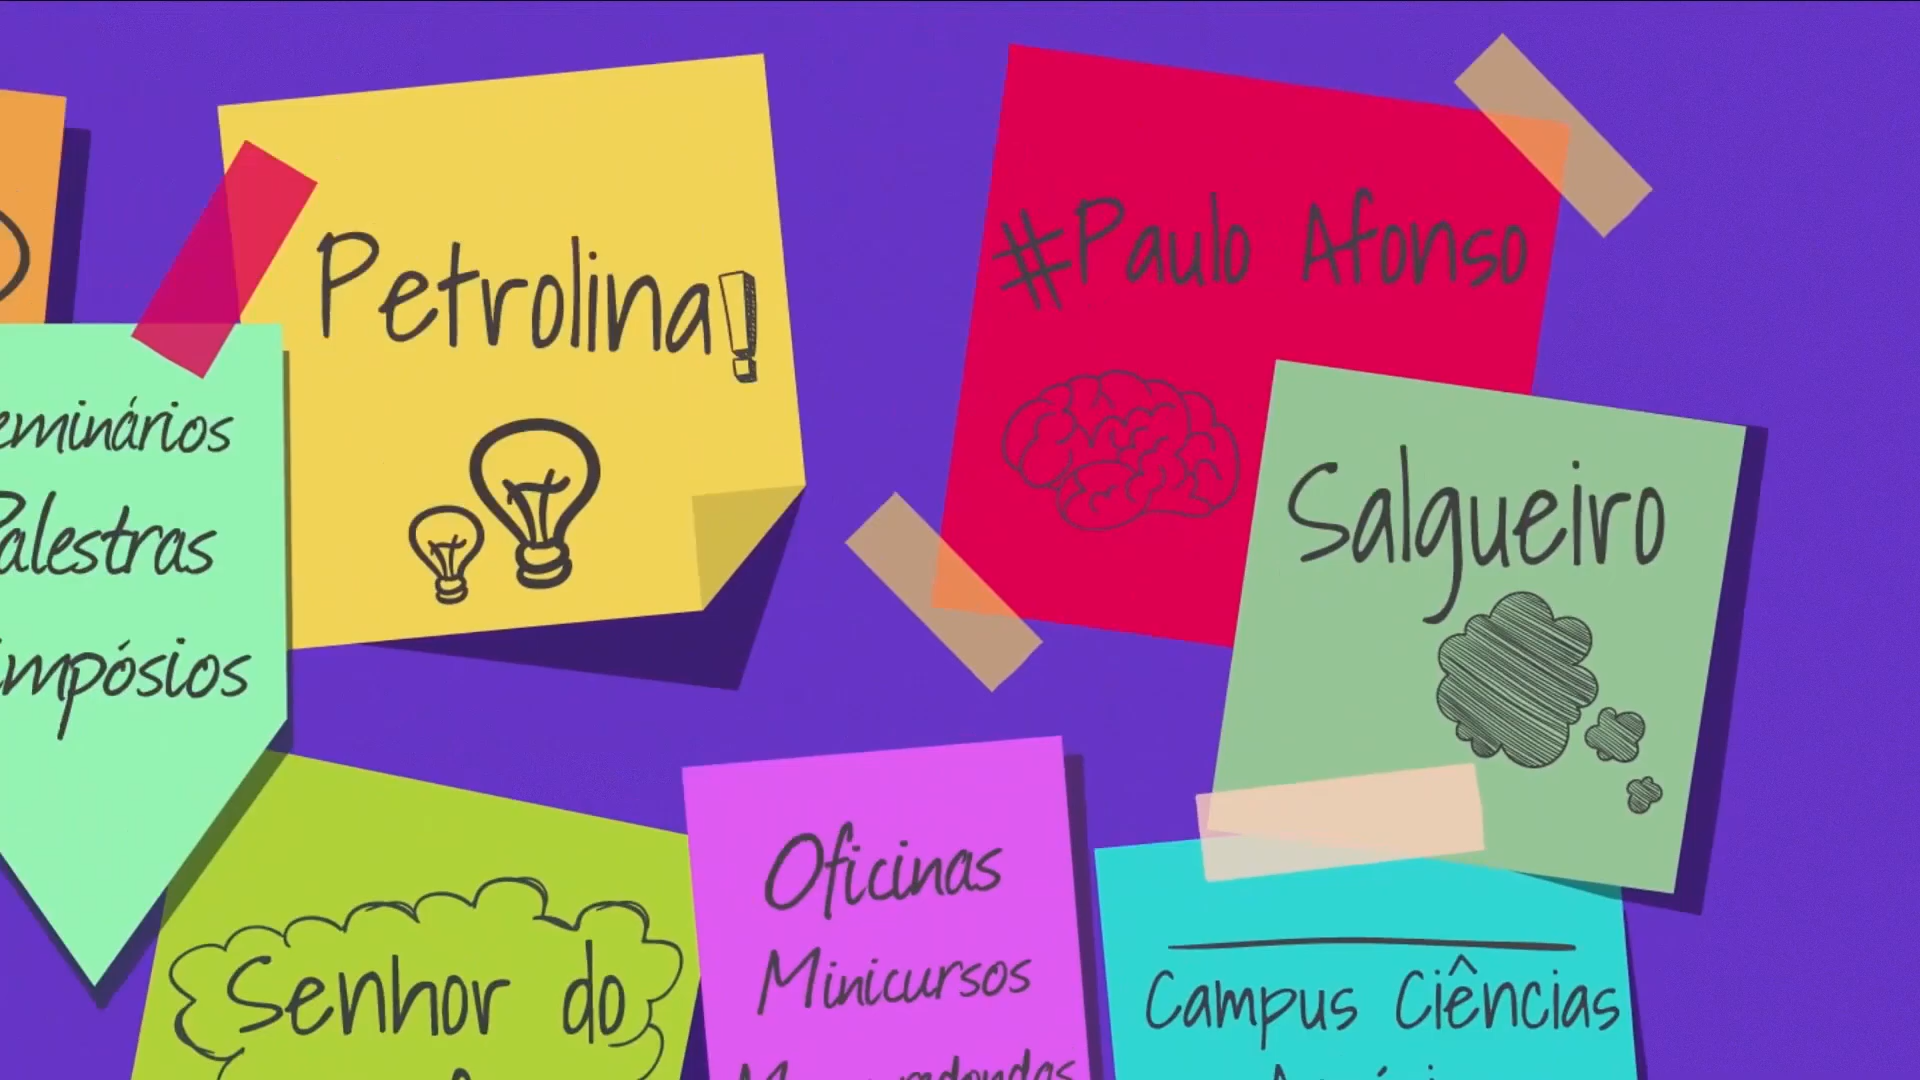 Petrolina!
#Paulo Afonso
Salgueiro
Palestras
Oficinas
Minicursos
Senhor do
Campus Ciências